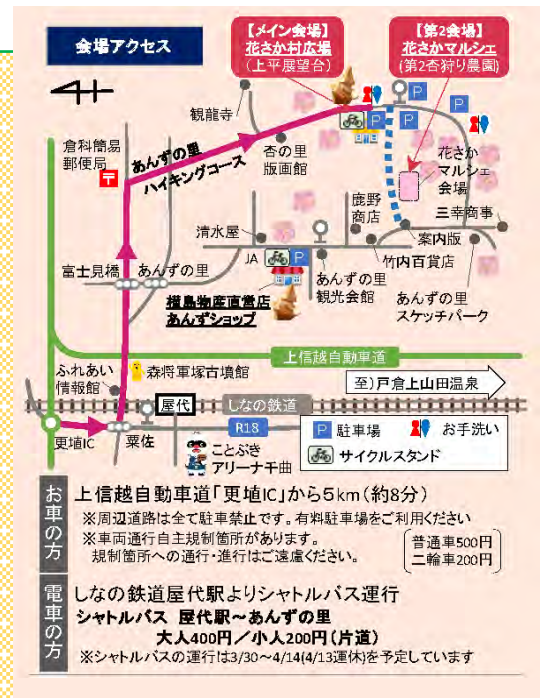 会場アクセス
【メイン会場】
花さか村広場
(上平展望台)
【第2会場】
花さかマルシェ
(第2杏狩り農園)
観龍寺
P
P
P
P
倉科簡易
郵便局
〒
あんずの里
ハイキングコース
杏の里
版画館
花さか
マルシェ
会場
鹿野
商店
三幸商事
清水屋
案内版
JA
P
竹内百貨店
富士見橋
あんずの里
あんずの里
観光会館
あんずの里
スケッチパーク
横島物産直営店
あんずショップ
上信越自動車道
ふれあい
情報館
森将軍塚古墳館
至)戸倉上山田温泉
屋代
しなの鉄道
更埴IC
粟佐
R18
ことぶき
アリーナ千曲
P 駐車場
お手洗い
サイクルスタンド
お車の方
上信越自動車道「更埴IC」から5km(約8分)
※周辺道路は全て駐車禁止です。有料駐車場をご利用ください
※車両通行自主規制箇所があります。
規制箇所への通行・進行はご遠慮ください。
普通車500円
二輪車200円
電車の方
しなの鉄道屋代駅よりシャトルバス運行
シャトルバス 屋代駅～あんずの里
大人400円／小人200円(片道)
※シャトルバスの運行は3/30～4/14(4/13運休)を予定しています